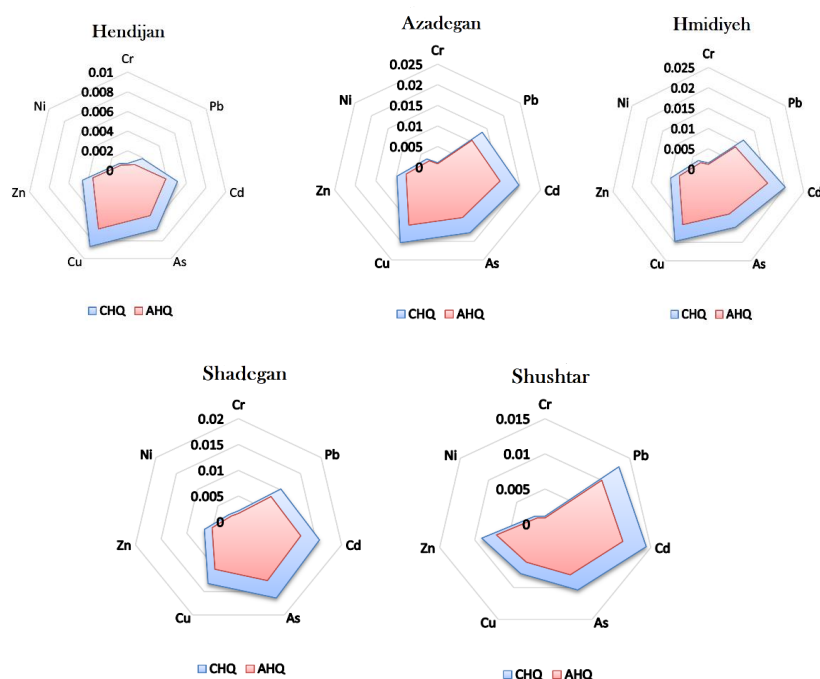 Hendijan
Cr
0.01
0.008
0.006
0.004
0.002
0
Pb
Cd
As
Cu
Zn
Ni
CHQ AHQ
Azadegan
Cr
0.025
0.02
0.015
0.01
0.005
0
Pb
Cd
As
Cu
Zn
Ni
CHQ AHQ
Hmidiyeh
Cr
0.025
0.02
0.015
0.01
0.005
0
Pb
Cd
As
Cu
Zn
Ni
CHQ AHQ
Shadegan
Cr
0.02
0.015
0.01
0.005
0
Pb
Cd
As
Cu
Zn
Ni
CHQ AHQ
Shushtar
Cr
0.015
0.01
0.005
0
Pb
Cd
As
Cu
Zn
Ni
CHQ AHQ